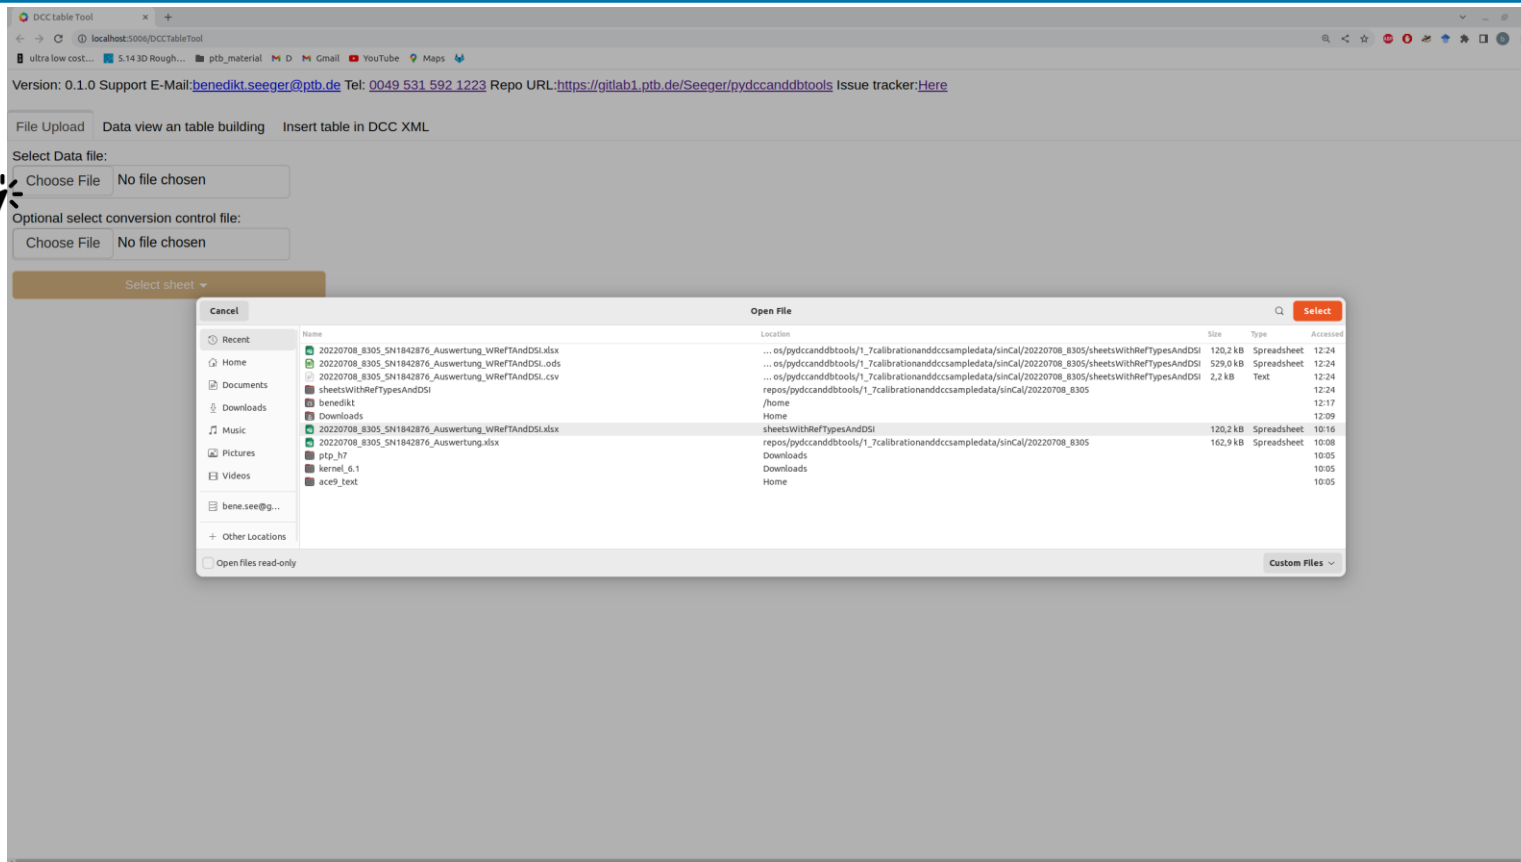 DCC table Tool
localhost:5006/DCCTableTool
ultra low cost... 5.14 3D Rough... ptb_material M D Gmail YouTube Maps
Version: 0.1.0 Support E-Mail:benedikt.seeger@ptb.de Tel: 0049 531 592 1223 Repo URL:https://gitlab1.ptb.de/Seeger/pydccanddbtools Issue tracker:Here
File Upload Data view an table building Insert table in DCC XML
Select Data file:
Choose File No file chosen
Optional select conversion control file:
Choose File No file chosen
Select sheet
Cancel Open File Select
Name Location Size Type Accessed
Recent
Home
Documents
Downloads
Music
Pictures
Videos
bene.see@g...
+ Other Locations
20220708_8305_SN1842876_Auswertung_WRefTAndDSI.xlsx ... os/pydccanddbtools/1_7calibrationanddccsampledata/sinCal/20220708_8305/sheetsWithRefTypesAndDSI 120,2 kB Spreadsheet 12:24
20220708_8305_SN1842876_Auswertung_WRefTAndDSI..ods ... os/pydccanddbtools/1_7calibrationanddccsampledata/sinCal/20220708_8305/sheetsWithRefTypesAndDSI 529,0 kB Spreadsheet 12:24
20220708_8305_SN1842876_Auswertung_WRefTAndDSI..csv ... os/pydccanddbtools/1_7calibrationanddccsampledata/sinCal/20220708_8305/sheetsWithRefTypesAndDSI 2,2 kB Text 12:24
sheetsWithRefTypesAndDSI repos/pydccanddbtools/1_7calibrationanddccsampledata/sinCal/20220708_8305 12:24
benedikt /home 12:17
Downloads Home 12:09
20220708_8305_SN1842876_Auswertung_WRefTAndDSI.xlsx sheetsWithRefTypesAndDSI 120,2 kB Spreadsheet 10:16
20220708_8305_SN1842876_Auswertung.xlsx repos/pydccanddbtools/1_7calibrationanddccsampledata/sinCal/20220708_8305 162,9 kB Spreadsheet 10:08
ptp_h7 Downloads 10:05
kernel_6.1 Downloads 10:05
ace9_text Home 10:05
Open files read-only Custom Files